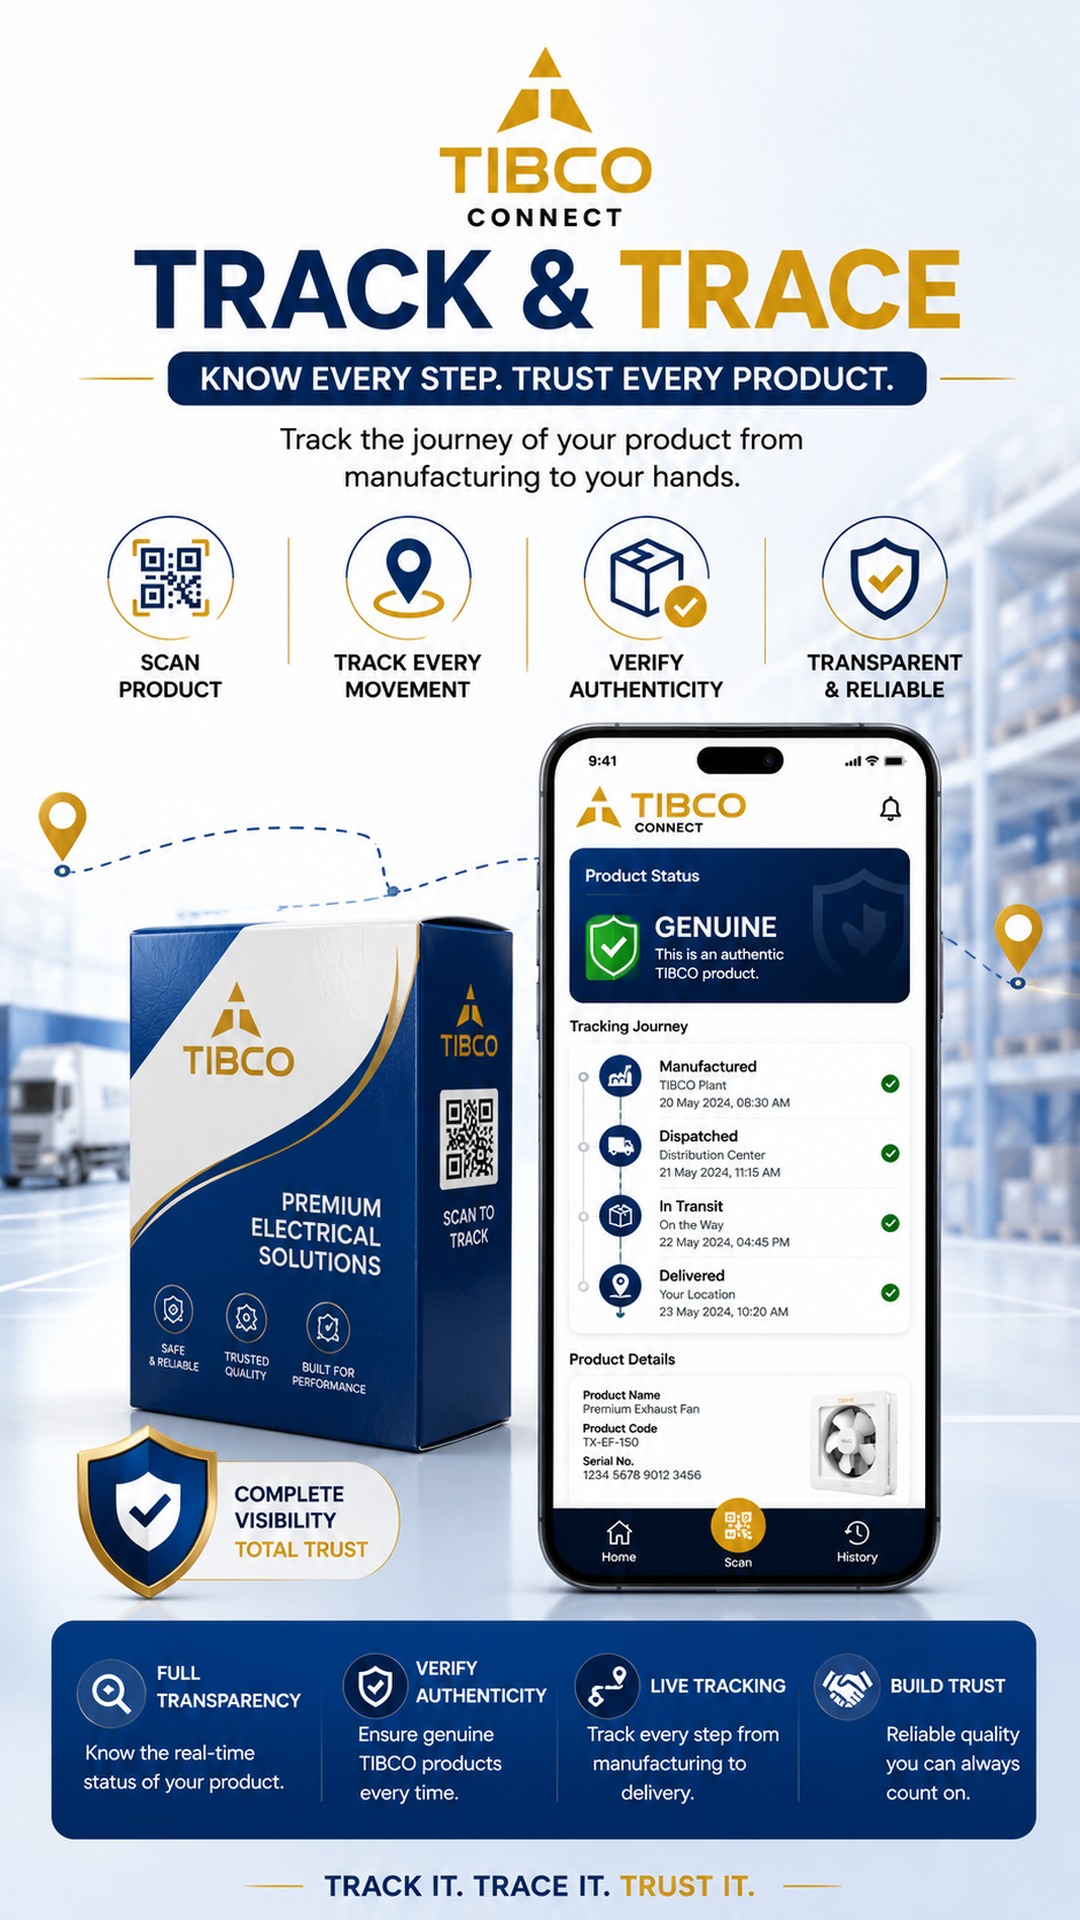 TIBCO
CONNECT
TRACK & TRACE
KNOW EVERY STEP. TRUST EVERY PRODUCT.
Track the journey of your product from
manufacturing to your hands.
SCAN
PRODUCT
TRACK EVERY
MOVEMENT
VERIFY
AUTHENTICITY
TRANSPARENT
& RELIABLE
TIBCO
PREMIUM
ELECTRICAL
SOLUTIONS
SAFE
& RELIABLE
TRUSTED
QUALITY
BUILT FOR
PERFORMANCE
TIBCO
SCAN TO
TRACK
COMPLETE
VISIBILITY
TOTAL TRUST
9:41
TIBCO
CONNECT
Product Status
GENUINE
This is an authentic
TIBCO product.
Tracking Journey
Manufactured
TIBCO Plant
20 May 2024, 08:30 AM
Dispatched
Distribution Center
21 May 2024, 11:15 AM
In Transit
On the Way
22 May 2024, 04:45 PM
Delivered
Your Location
23 May 2024, 10:20 AM
Product Details
Product Name
Premium Exhaust Fan
Product Code
TX-EF-150
Serial No.
1234 5678 9012 3456
Home
Scan
History
FULL
TRANSPARENCY
Know the real-time
status of your product.
VERIFY
AUTHENTICITY
Ensure genuine
TIBCO products
every time.
LIVE TRACKING
Track every step from
manufacturing to
delivery.
BUILD TRUST
Reliable quality
you can always
count on.
TRACK IT. TRACE IT. TRUST IT.